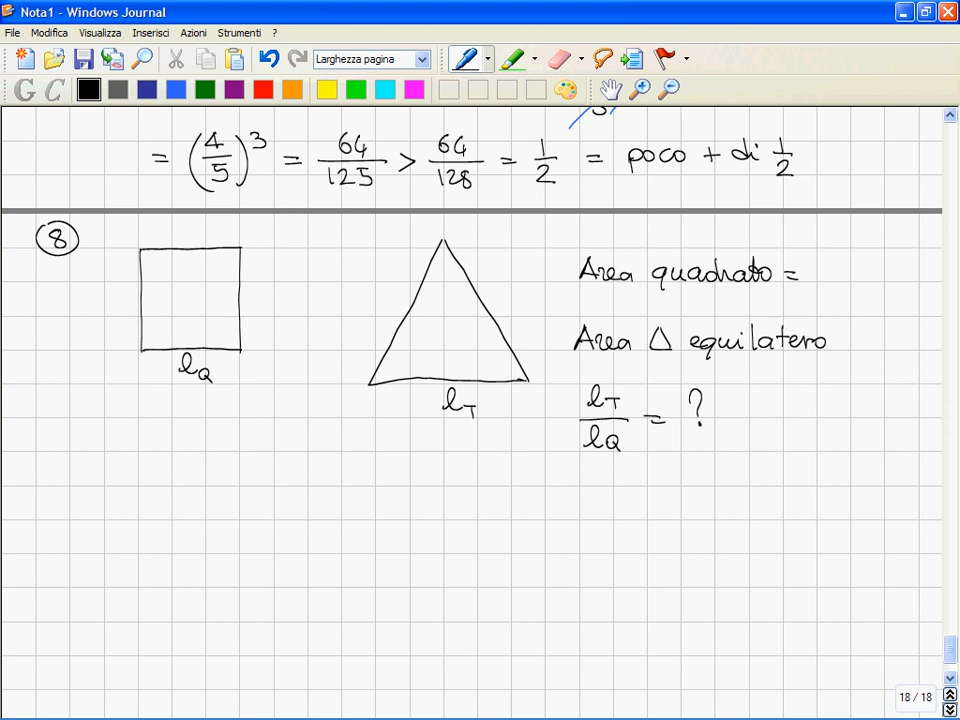 Nota1 - Windows Journal
File Modifica Visualizza Inserisci Azioni Strumenti ?
Larghezza pagina
G C
= (4/5)^3 = 64/125 > 64/128 = 1/2 = poco + di 1/2
8
Area quadrato =
Area Δ equilatero
l_Q
l_T
l_T/l_Q = ?
18 / 18